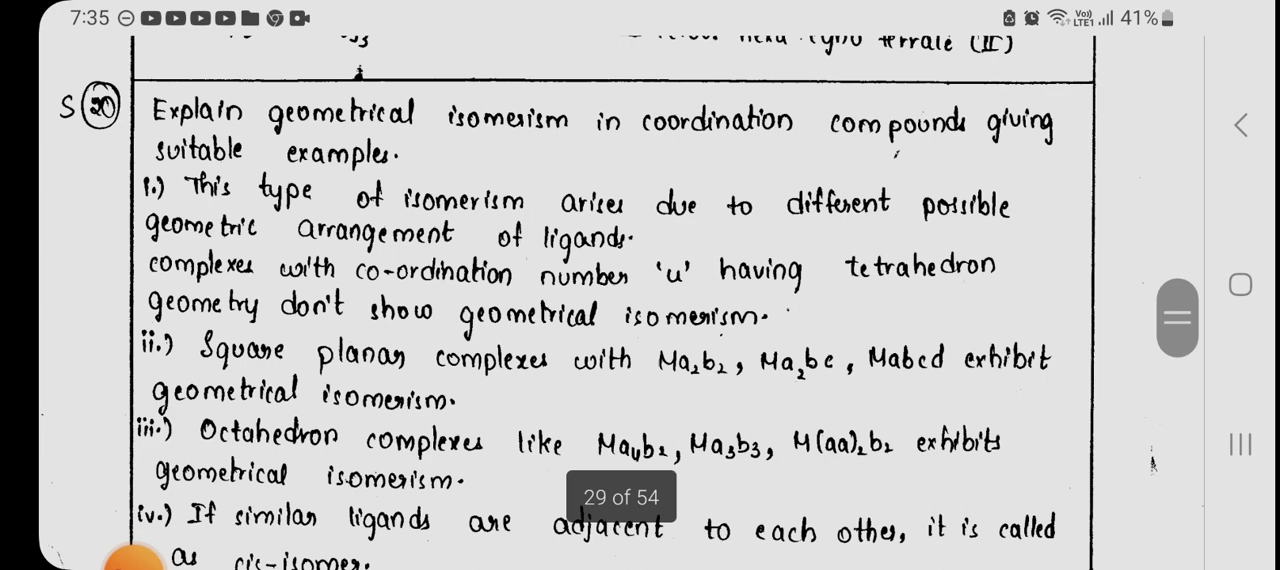 7:35
Vo))
LTE1
41%
(II)
S 20
Explain geometrical isomerism in coordination compounds giving
suitable examples.
i.) This type of isomerism arises due to different possible
geometric arrangement of ligands.
complexes with co-ordination number '4' having tetrahedron
geometry don't show geometrical isomerism.
ii.) Square planar complexes with Ma₂b₂, Ma₂bc, Mabcd exhibit
geometrical isomerism.
iii.) Octahedron complexes like Ma₄b₂, Ma₃b₃, M(aa)₂b₂ exhibits
geometrical isomerism.
29 of 54
iv.) If similar ligands are adjacent to each other, it is called
as cis-isomer.